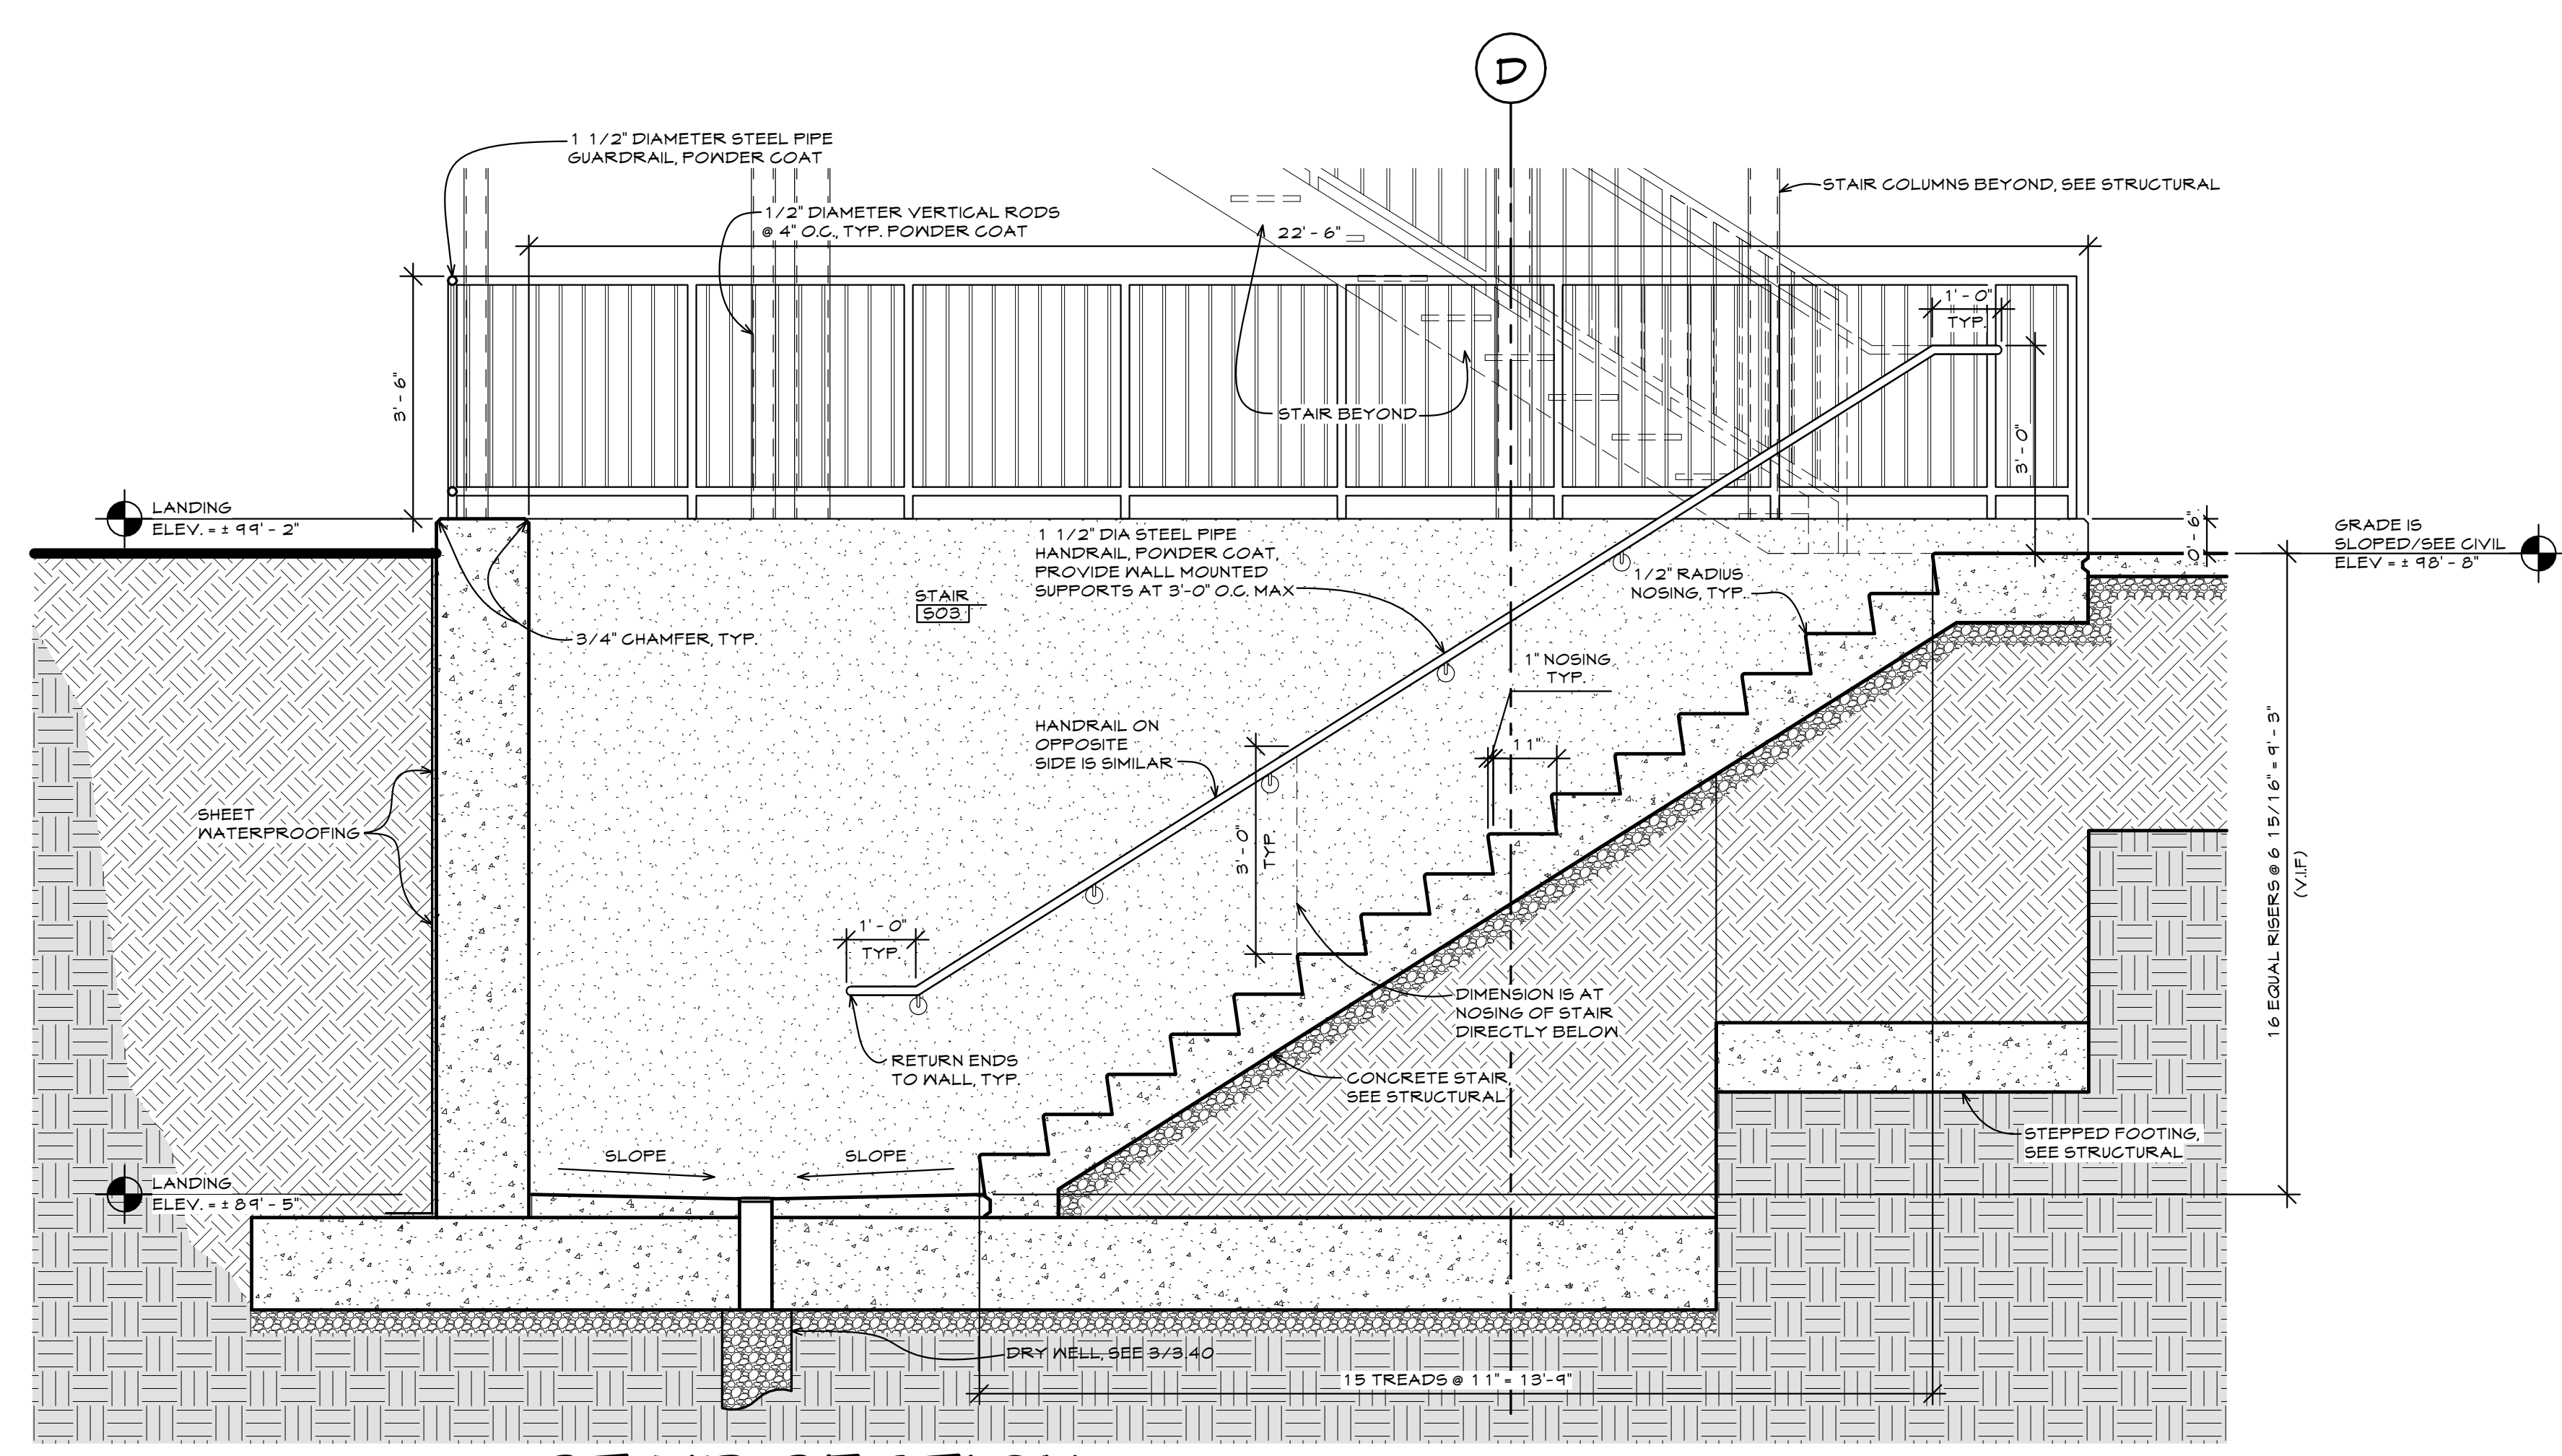 D
1 1/2" DIAMETER STEEL PIPE
GUARDRAIL, POWDER COAT
STAIR COLUMNS BEYOND, SEE STRUCTURAL
1/2" DIAMETER VERTICAL RODS
@ 4" O.C., TYP. POWDER COAT
22' - 6"
1' - 0"
TYP.
3' - 6"
STAIR BEYOND
3' - 0"
LANDING
ELEV. = ± 99' - 2"
0' - 6"
GRADE IS
SLOPED/SEE CIVIL
ELEV = ± 98' - 8"
1 1/2" DIA STEEL PIPE
HANDRAIL, POWDER COAT,
PROVIDE WALL MOUNTED
SUPPORTS AT 3'-0" O.C. MAX
1/2" RADIUS
NOSING, TYP.
STAIR
S03
3/4" CHAMFER, TYP.
1" NOSING
TYP.
HANDRAIL ON
OPPOSITE
SIDE IS SIMILAR
11"
SHEET
WATERPROOFING
3' - 0"
TYP.
16 EQUAL RISERS @ 6 15/16" = 9' - 3"
(V.I.F)
1' - 0"
TYP.
DIMENSION IS AT
NOSING OF STAIR
DIRECTLY BELOW
RETURN ENDS
TO WALL, TYP.
CONCRETE STAIR,
SEE STRUCTURAL
STEPPED FOOTING,
SEE STRUCTURAL
SLOPE
SLOPE
LANDING
ELEV. = ± 89' - 5"
DRY WELL, SEE 3/3.40
15 TREADS @ 11" = 13'-9"